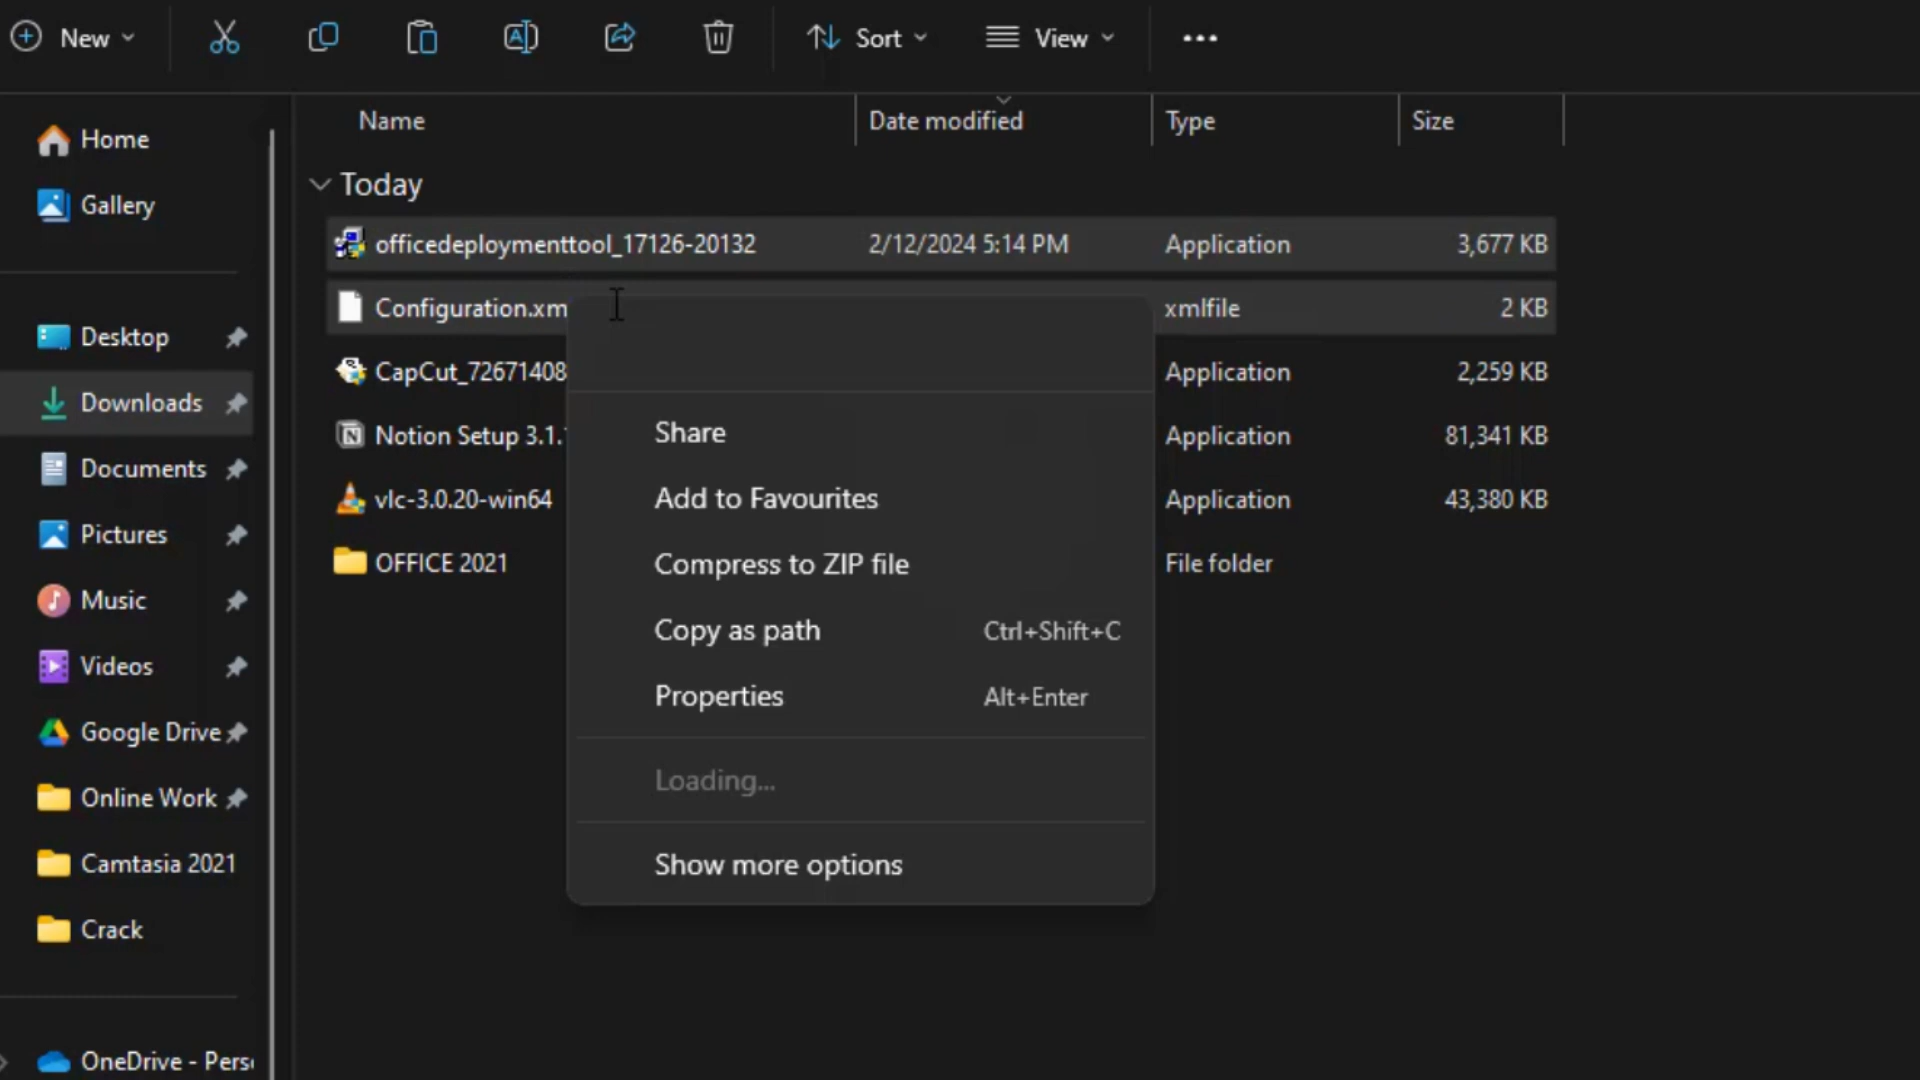 New
Sort
View
Name
Date modified
Type
Size
Home
Gallery
Desktop
Downloads
Documents
Pictures
Music
Videos
Google Drive
Online Work
Camtasia 2021
Crack
OneDrive - Pers
Today
officedeploymenttool_17126-20132 2/12/2024 5:14 PM Application 3,677 KB
Configuration.xm xmlfile 2 KB
CapCut_72671408 Application 2,259 KB
Notion Setup 3.1. Application 81,341 KB
vlc-3.0.20-win64 Application 43,380 KB
OFFICE 2021 File folder
Share
Add to Favourites
Compress to ZIP file
Copy as path Ctrl+Shift+C
Properties Alt+Enter
Loading...
Show more options